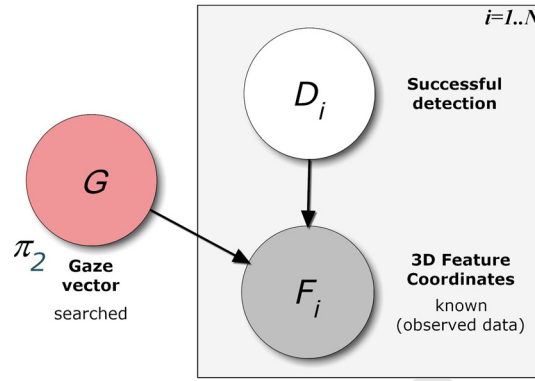 i=1..N
D_i
Successful
detection
G
π_2
Gaze
vector
searched
F_i
3D Feature
Coordinates
known
(observed data)